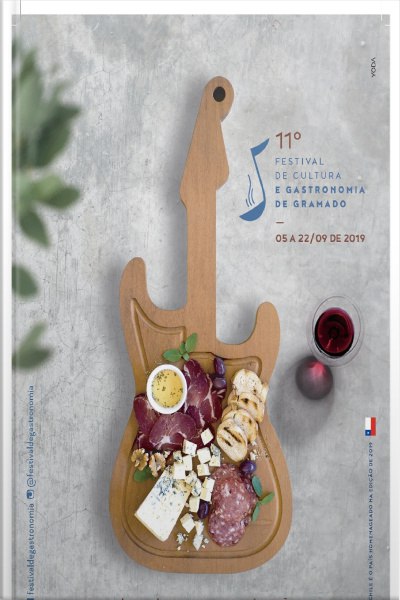 YODA
11º
FESTIVAL
DE CULTURA
E GASTRONOMIA
DE GRAMADO
05 A 22/09 DE 2019
festivaldegastronomia @festivaldegastronomia
CHILE É O PAÍS HOMENAGEADO NA EDIÇÃO DE 2019